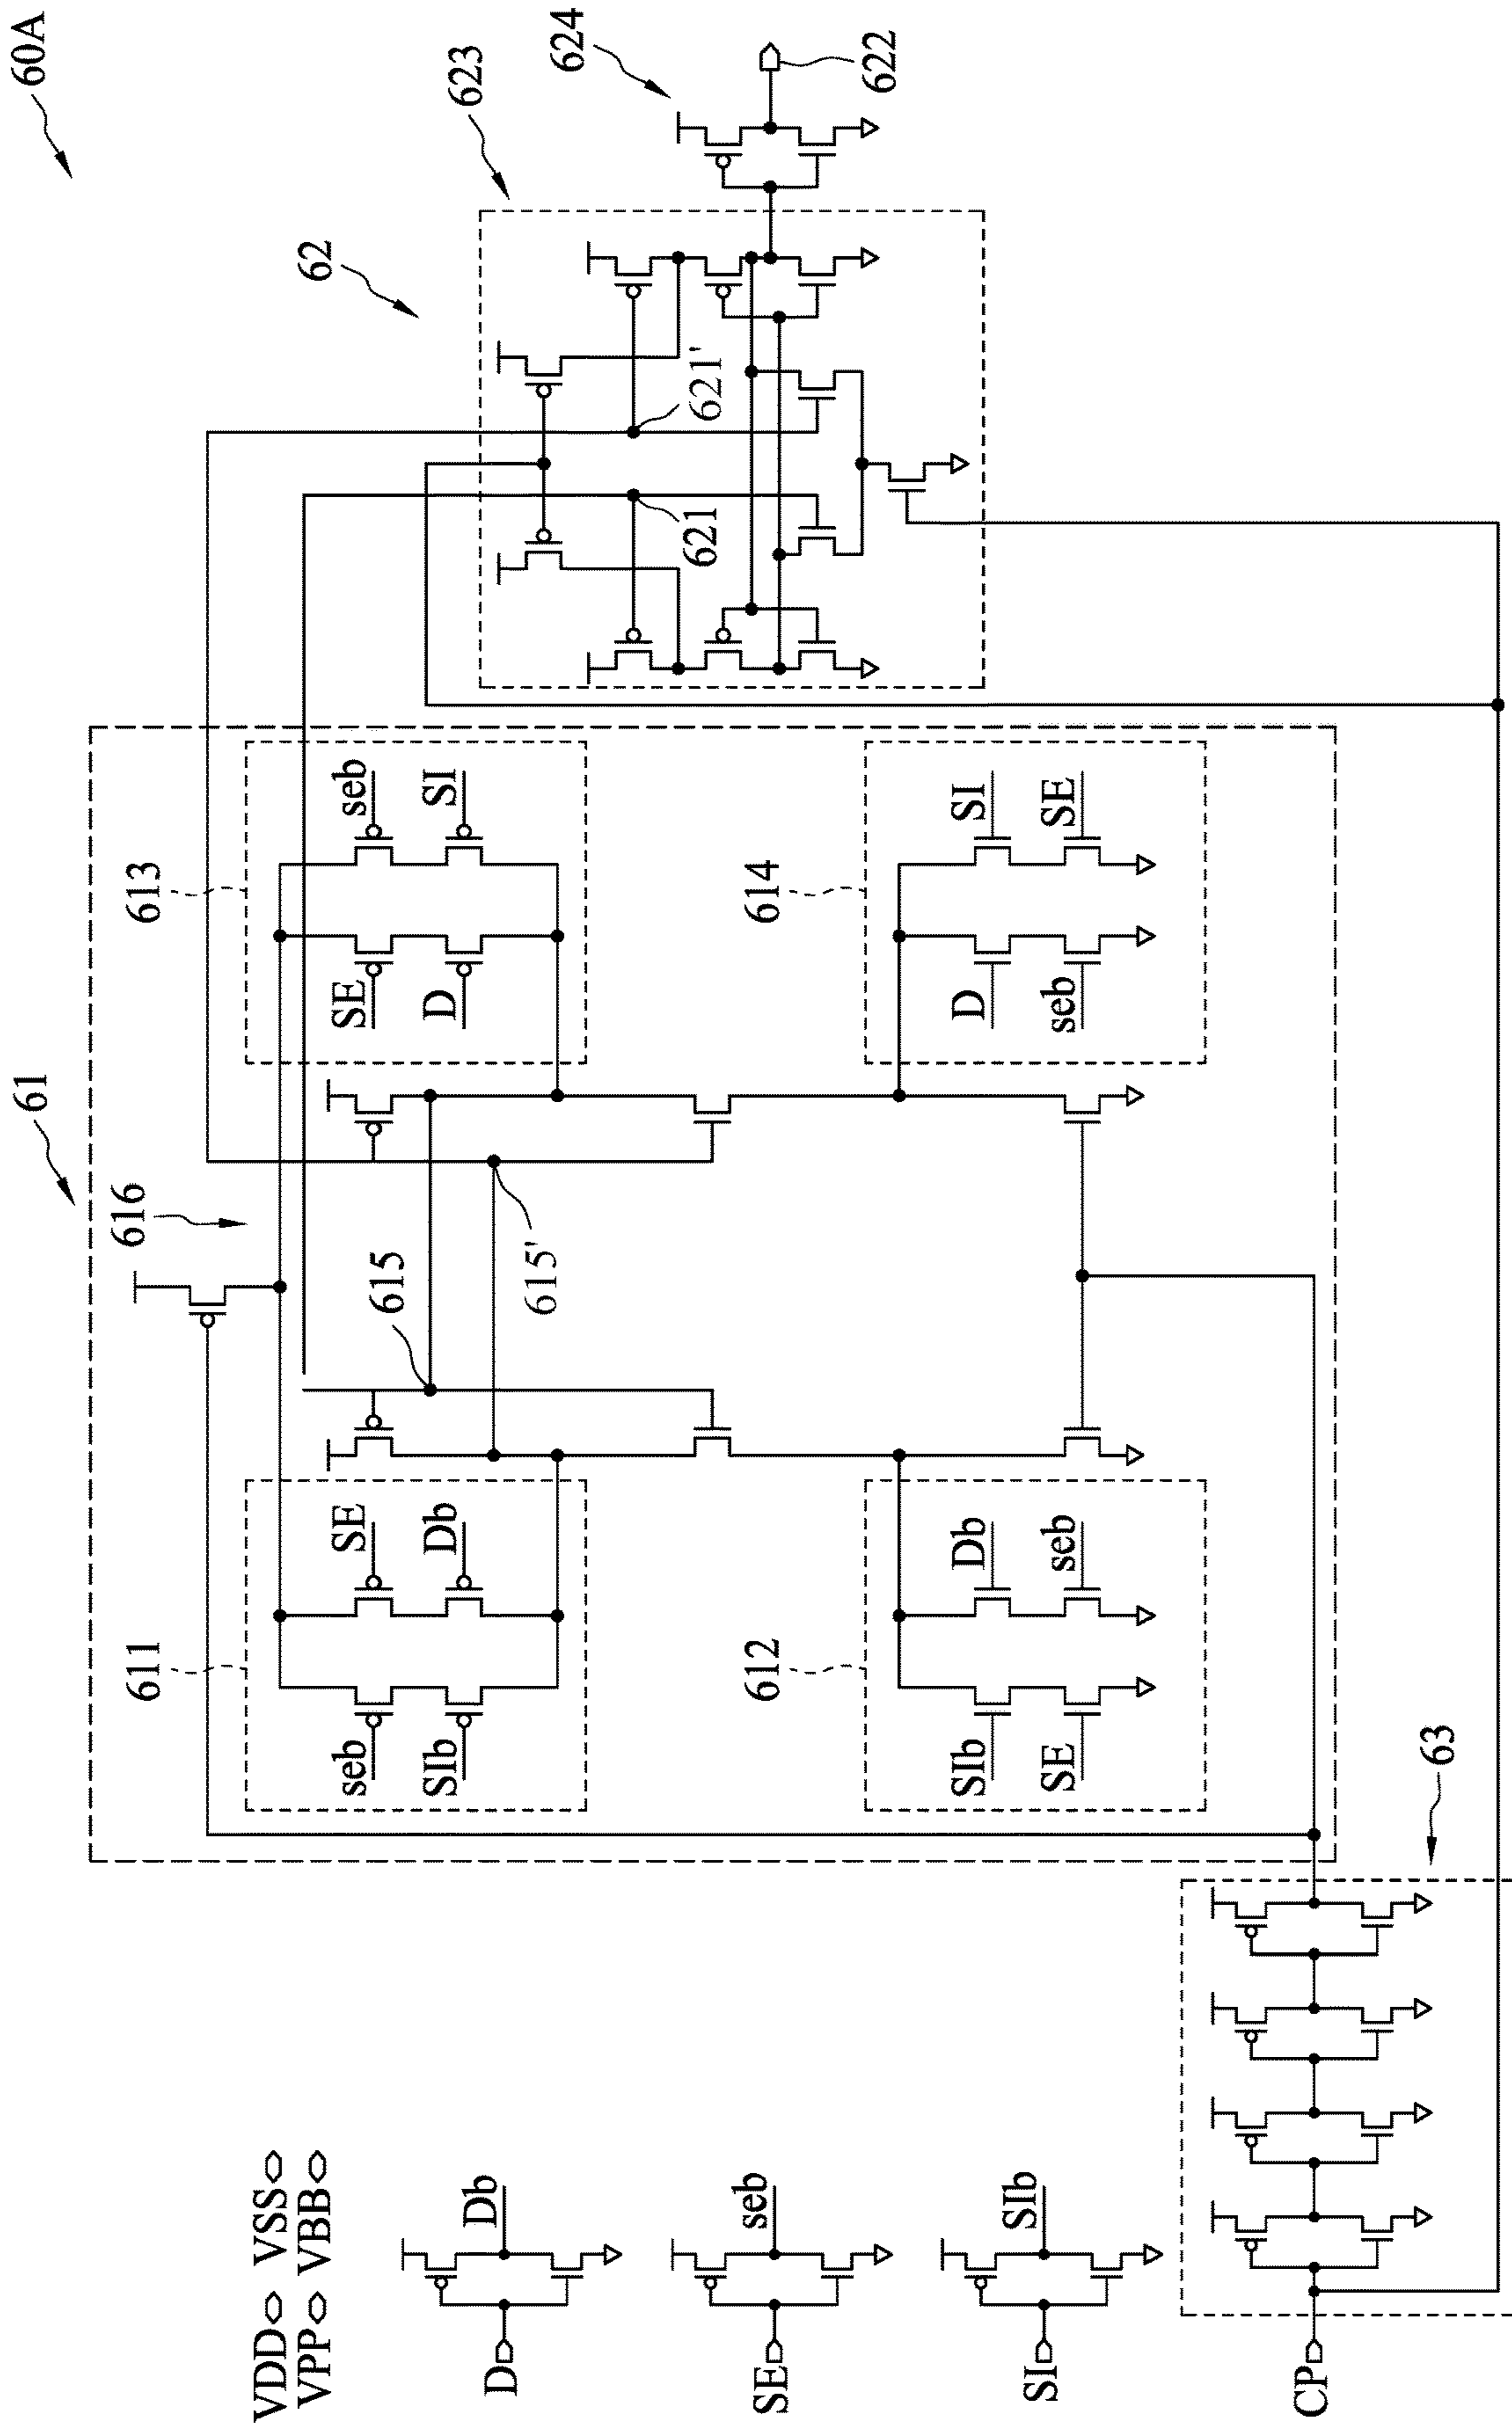 60A
61
62
623
624
622
616
611
seb
SIb
SE
Db
613
SE
D
seb
SI
615
615'
621
621'
612
SIb
SE
Db
seb
614
D
seb
SI
SE
63
VDD VSS
VPP VBB
D
Db
SE
seb
SI
SIb
CP